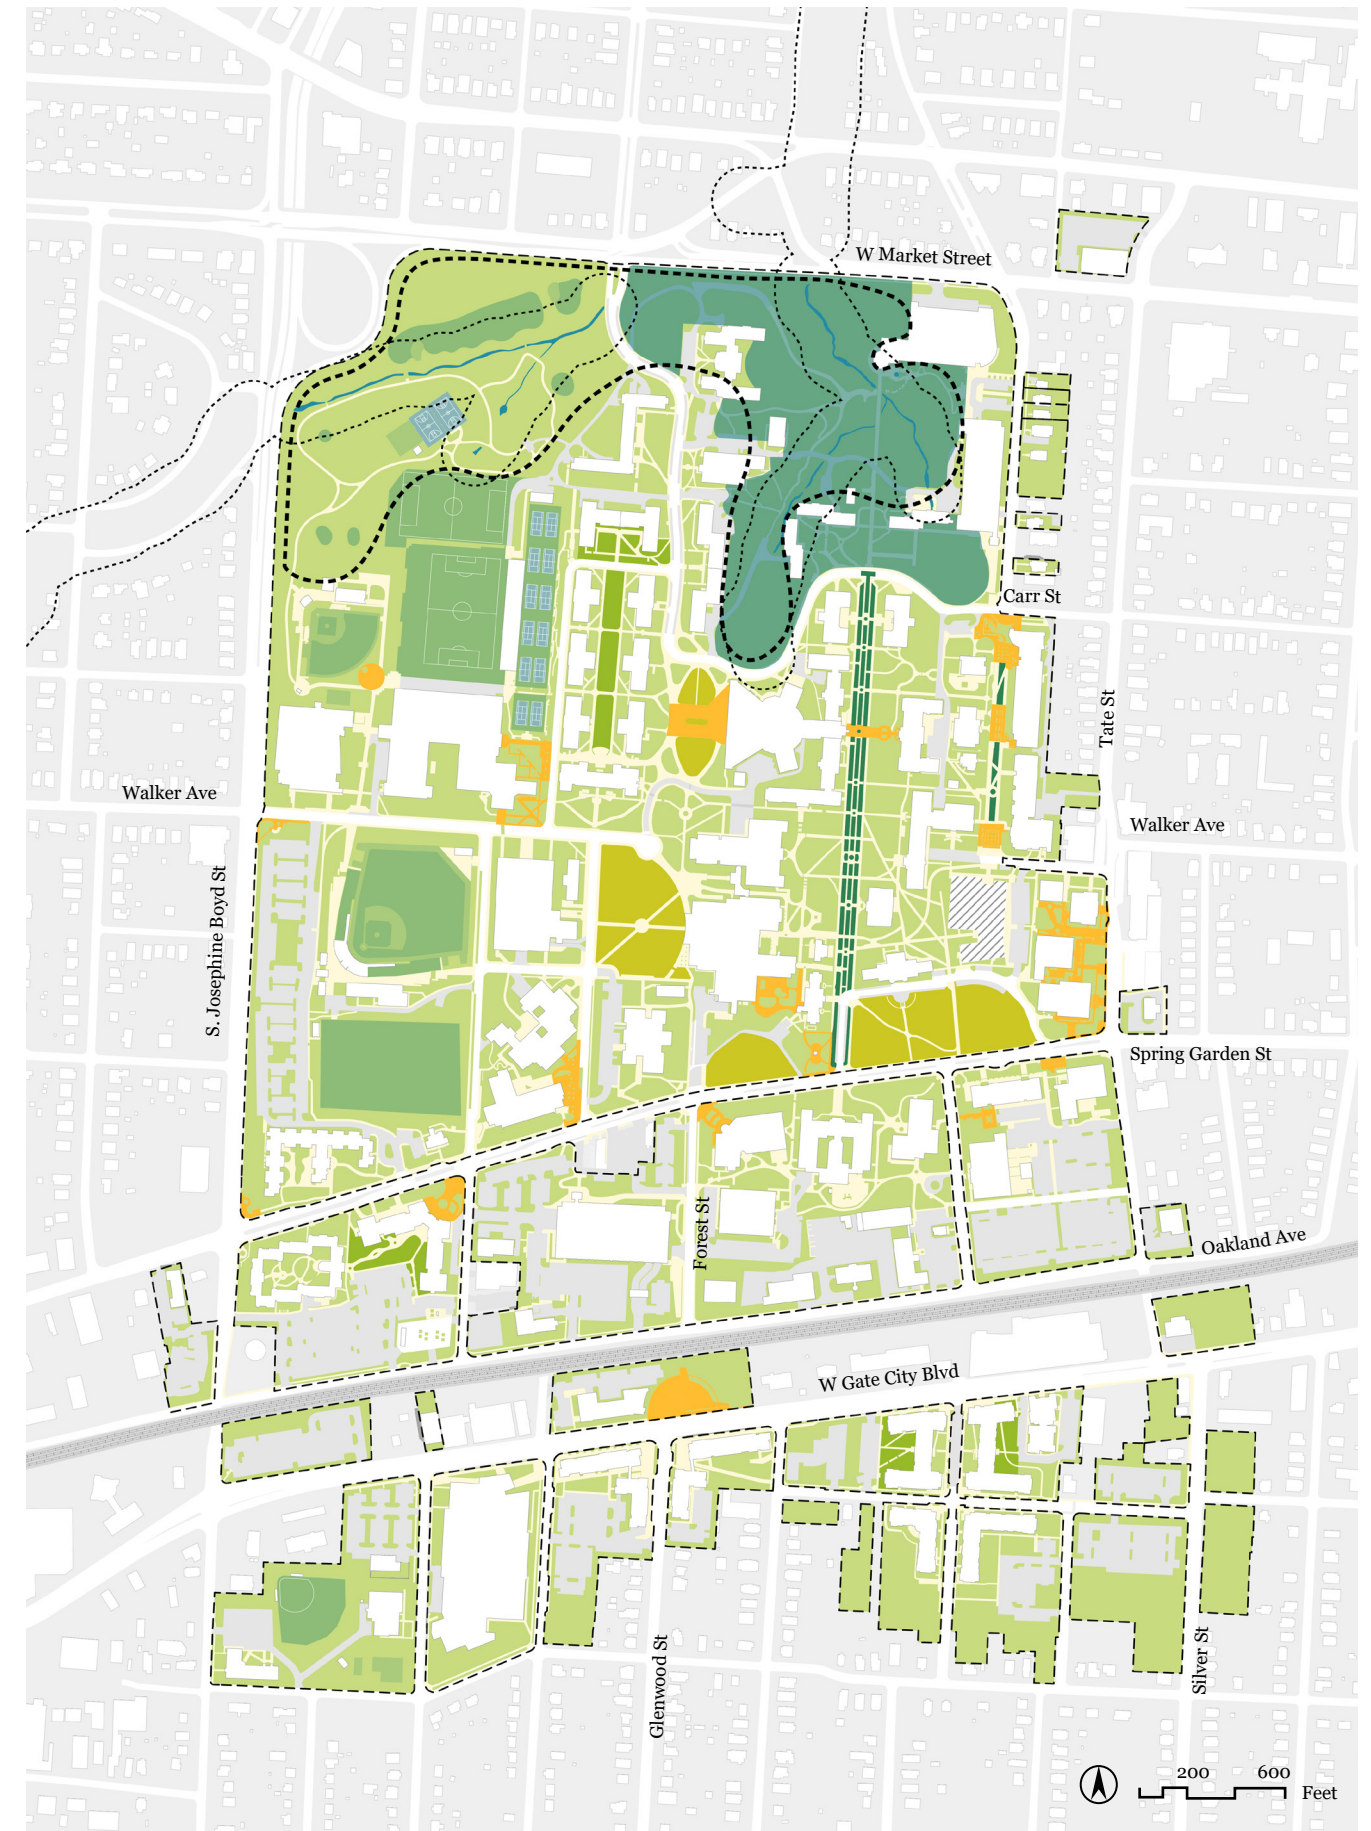 W Market Street
Carr St
Tate St
Walker Ave
Walker Ave
S. Josephine Boyd St
Spring Garden St
Forest St
Oakland Ave
W Gate City Blvd
Glenwood St
Silver St
200 600
Feet